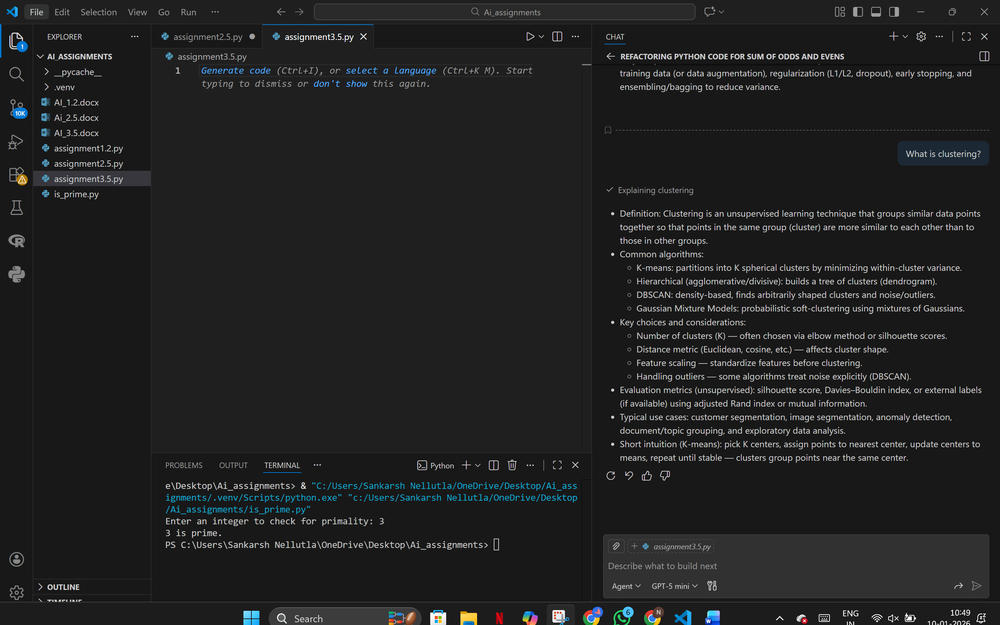 File Edit Selection View Go Run ···
Ai_assignments
EXPLORER ···
AI_ASSIGNMENTS
__pycache__
.venv
AI_1.2.docx
Ai_2.5.docx
AI_3.5.docx
assignment1.2.py
assignment2.5.py
assignment3.5.py
is_prime.py
OUTLINE
TIMELINE
1
10K
assignment2.5.py
assignment3.5.py
assignment3.5.py
1
Generate code (Ctrl+I), or select a language (Ctrl+K M). Start
typing to dismiss or don't show this again.
PROBLEMS OUTPUT TERMINAL ···
Python
e\Desktop\Ai_assignments> & "C:/Users/Sankarsh Nellutla/OneDrive/Desktop/Ai_ass
ignments/.venv/Scripts/python.exe" "c:/Users/Sankarsh Nellutla/OneDrive/Desktop
/Ai_assignments/is_prime.py"
Enter an integer to check for primality: 3
3 is prime.
PS C:\Users\Sankarsh Nellutla\OneDrive\Desktop\Ai_assignments>
CHAT
REFACTORING PYTHON CODE FOR SUM OF ODDS AND EVENS
training data (or data augmentation), regularization (L1/L2, dropout), early stopping, and
ensembling/bagging to reduce variance.
What is clustering?
Explaining clustering
• Definition: Clustering is an unsupervised learning technique that groups similar data points
together so that points in the same group (cluster) are more similar to each other than to
those in other groups.
• Common algorithms:
◦ K-means: partitions into K spherical clusters by minimizing within-cluster variance.
◦ Hierarchical (agglomerative/divisive): builds a tree of clusters (dendrogram).
◦ DBSCAN: density-based, finds arbitrarily shaped clusters and noise/outliers.
◦ Gaussian Mixture Models: probabilistic soft-clustering using mixtures of Gaussians.
• Key choices and considerations:
◦ Number of clusters (K) — often chosen via elbow method or silhouette scores.
◦ Distance metric (Euclidean, cosine, etc.) — affects cluster shape.
◦ Feature scaling — standardize features before clustering.
◦ Handling outliers — some algorithms treat noise explicitly (DBSCAN).
• Evaluation metrics (unsupervised): silhouette score, Davies–Bouldin index, or external labels
(if available) using adjusted Rand index or mutual information.
• Typical use cases: customer segmentation, image segmentation, anomaly detection,
document/topic grouping, and exploratory data analysis.
• Short intuition (K-means): pick K centers, assign points to nearest center, update centers to
means, repeat until stable — clusters group points near the same center.
assignment3.5.py
Describe what to build next
Agent GPT-5 mini
Search
6
N
ENG
IN
10:49
10-01-2026